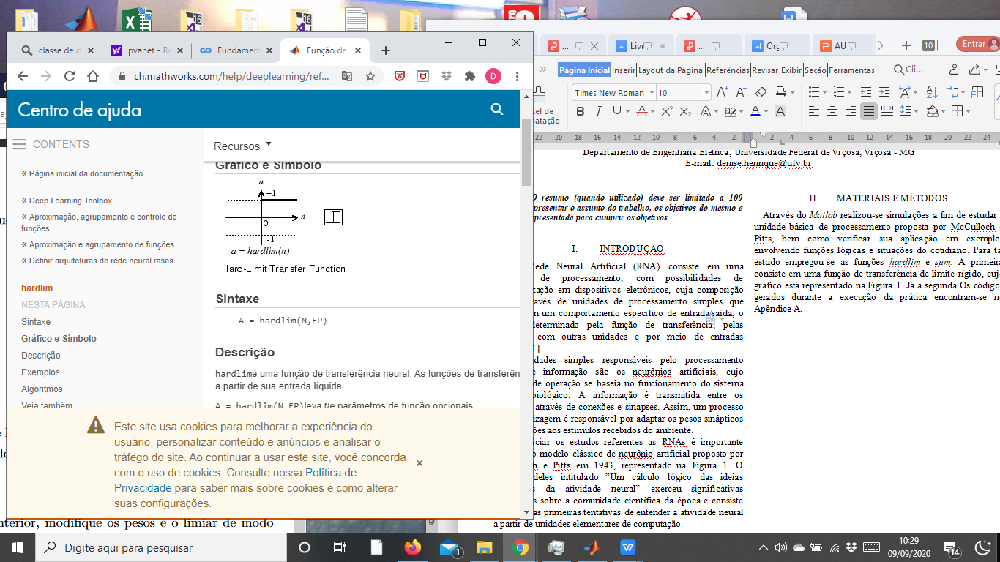 classe de d
pvanet - Re
Fundament
Função de
ch.mathworks.com/help/deeplearning/ref...
D
Centro de ajuda
CONTENTS
« Página inicial da documentação
« Deep Learning Toolbox
« Aproximação, agrupamento e controle de
funções
« Aproximação e agrupamento de funções
« Definir arquiteturas de rede neural rasas
hardlim
NESTA PÁGINA
Sintaxe
Gráfico e Símbolo
Descrição
Exemplos
Algoritmos
Veja também
Recursos
Gráfico e Símbolo
a
+1
n
0
-1
a = hardlim(n)
Hard-Limit Transfer Function
Sintaxe
A = hardlim(N,FP)
Descrição
hardlimé uma função de transferência neural. As funções de transferên
a partir de sua entrada líquida.
A = hardlim(N,FP)leva Ne parâmetros de função opcionais
Este site usa cookies para melhorar a experiência do
usuário, personalizar conteúdo e anúncios e analisar o
tráfego do site. Ao continuar a usar este site, você concorda
com o uso de cookies. Consulte nossa Política de
Privacidade para saber mais sobre cookies e como alterar
suas configurações.
×
nterior, modifique os pesos e o limiar de modo
...
Livr
...
Org
AU
10
Entrar
Página Inicial Inserir Layout da Página Referências Revisar Exibir Seção Ferramentas
Cli...
cel de
natação
Times New Roman
10
B I U A X² X₂ A ab A A
22 20 18 16 14 12 10 8 6 4 2 2 4 6 8 10 12 14 16 18 20 22 24
Departamento de Engenharia Elétrica, Universidade Federal de Viçosa, Viçosa - MG
E-mail: denise.henrique@ufv.br
O resumo (quando utilizado) deve ser limitado a 100
presentar o assunto do trabalho, os objetivos do mesmo e
presentada para cumprir os objetivos.
I. INTRODUÇÃO
Rede Neural Artificial (RNA) consiste em uma
de processamento, com possibilidades de
tação em dispositivos eletrônicos, cuja composição
ravés de unidades de processamento simples que
m um comportamento específico de entrada/saída, o
determinado pela função de transferência, pelas
com outras unidades e por meio de entradas
1]
dades simples responsáveis pelo processamento
e informação são os neurônios artificiais, cujo
de operação se baseia no funcionamento do sistema
biológico. A informação é transmitida entre os
através de conexões e sinapses. Assim, um processo
izagem é responsável por adaptar os pesos sinápticos
ões aos estímulos recebidos do ambiente.
iciar os estudos referentes as RNAs é importante
o modelo clássico de neurônio artificial proposto por
h e Pitts em 1943, representado na Figura 1. O
deles intitulado ”Um cálculo lógico das ideias
s da atividade neural” exerceu significativas
s sobre a comunidade científica da época e consiste
as primeiras tentativas de entender a atividade neural
a partir de unidades elementares de computação.
II. MATERIAIS E MÉTODOS
Através do Matlab realizou-se simulações a fim de estudar a
unidade básica de processamento proposta por McCulloch e
Pitts, bem como verificar sua aplicação em exemplo
envolvendo funções lógicas e situações do cotidiano. Para ta
estudo empregou-se as funções hardlim e sum. A primeir
consiste em uma função de transferência de limite rígido, cuj
gráfico está representado na Figura 1. Já a segunda Os código
gerados durante a execução da prática encontram-se n
Apêndice A.
Digite aqui para pesquisar
1
10:29
09/09/2020
14